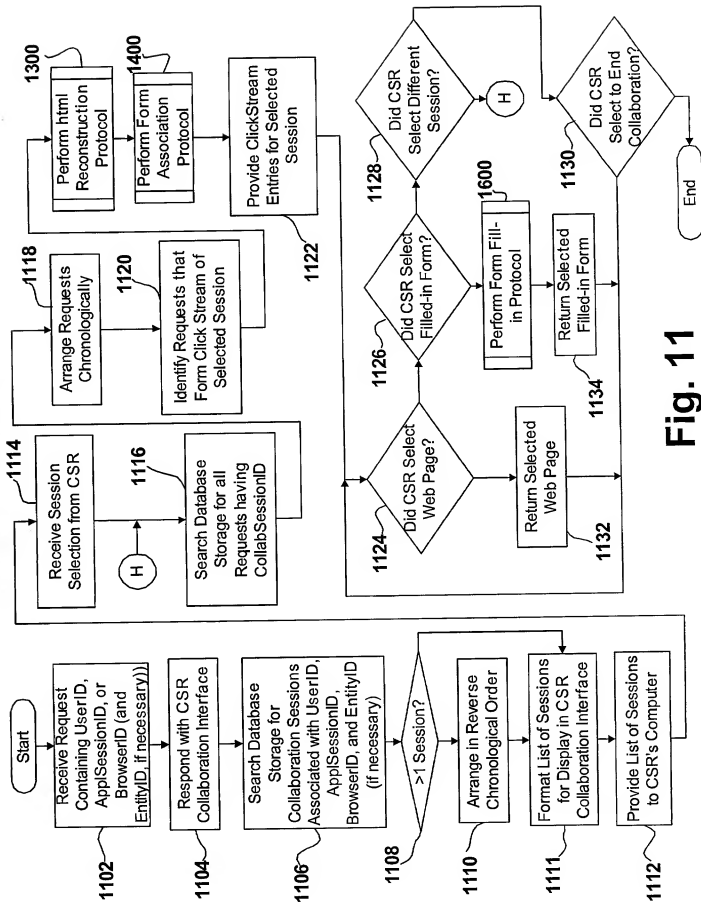 Start
Receive Request
Containing UserID,
ApplSessionID, or
BrowserID (and
EntityID, if necessary))
1102
Respond with CSR
Collaboration Interface
1104
Search Database
Storage for
Collaboration Sessions
Associated with UserID,
ApplSessionID,
BrowserID, and EntityID
(if necessary)
1106
>1 Session?
1108
Arrange in Reverse
Chronological Order
1110
Format List of Sessions
for Display in CSR
Collaboration Interface
1111
Provide List of Sessions
to CSR's Computer
1112
1114
Receive Session
Selection from CSR
H
1116
Search Database
Storage for all
Requests having
CollabSessionID
1118
Arrange Requests
Chronologically
1120
Identify Requests that
Form Click Stream of
Selected Session
1300
Perform html
Reconstruction
Protocol
1400
Perform Form
Association
Protocol
Provide ClickStream
Entries for Selected
Session
1122
Did CSR Select
Web Page?
1124
Return Selected
Web Page
1132
Did CSR Select
Filled-in Form?
1126
1600
Perform Form Fill-
in Protocol
Return Selected
Filled-in Form
1134
Did CSR
Select Different
Session?
1128
H
Did CSR
Select to End
Collaboration?
1130
End
Fig. 11